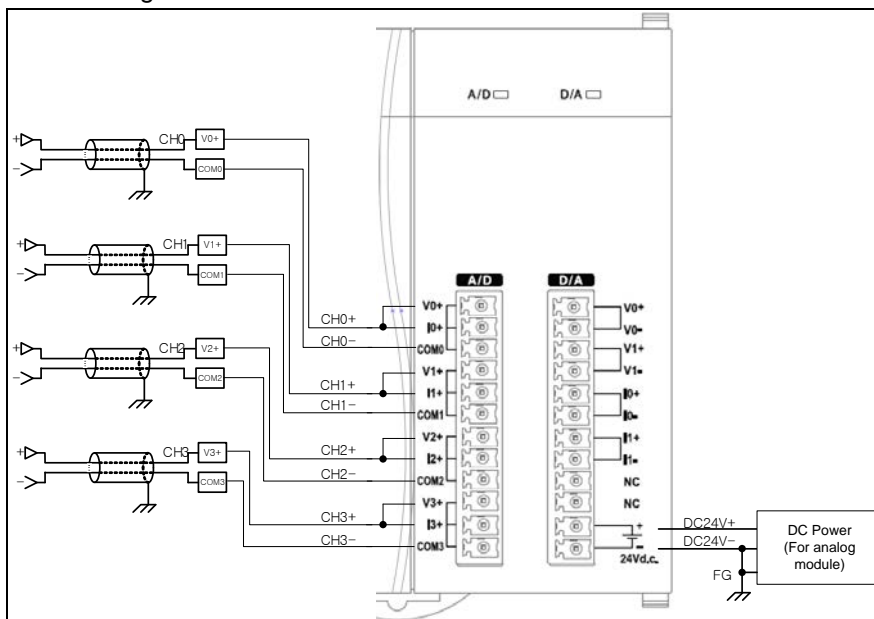 A/D D/A
+ CH0 V0+
- COM0
+ CH1 V1+
- COM1
+ CH2 V2+
- COM2
+ CH3 V3+
- COM3
CH0+
CH0-
CH1+
CH1-
CH2+
CH2-
CH3+
CH3-
A/D
V0+
I0+
COM0
V1+
I1+
COM1
V2+
I2+
COM2
V3+
I3+
COM3
D/A
V0+
V0-
V1+
V1-
I0+
I0-
I1+
I1-
NC
NC
+
-
24Vd.c.
DC24V+
DC24V-
FG
DC Power
(For analog
module)